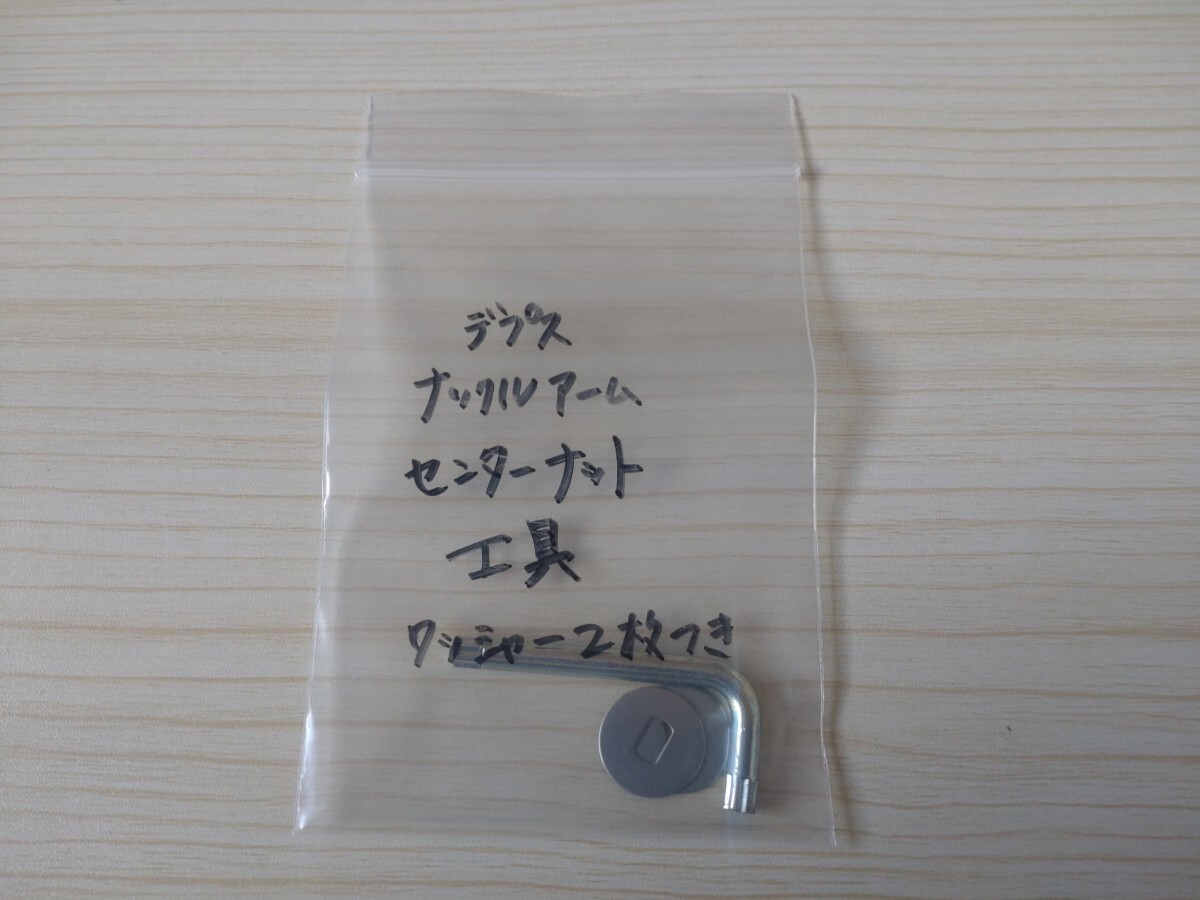 デプス
ナックルアーム
センターナット
工具
ワッシャー2枚つき